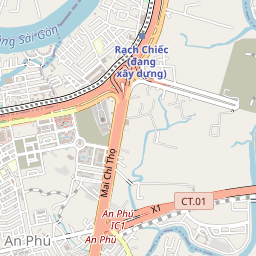 ng Sài Gòn
Rạch Chiếc
(đang
xây dựng)
Mai Chí Thọ
CT.01
An Phú
IC1
X1
An Phú
An Phú